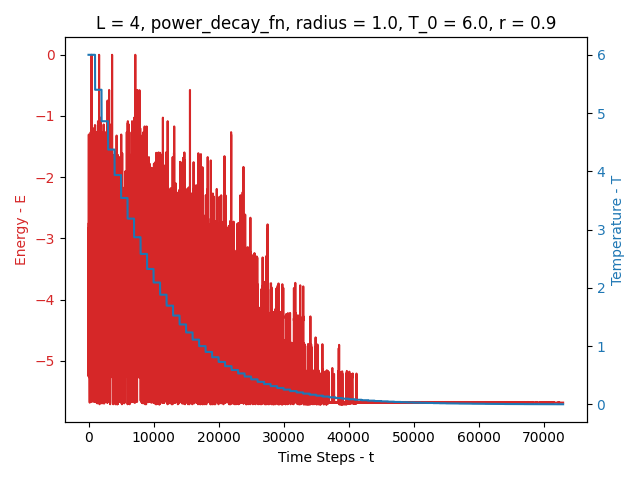 L = 4, power_decay_fn, radius = 1.0, T_0 = 6.0, r = 0.9
0
−1
−2
−3
−4
−5
Energy - E
6
5
4
3
2
1
0
Temperature - T
0 10000 20000 30000 40000 50000 60000 70000
Time Steps - t